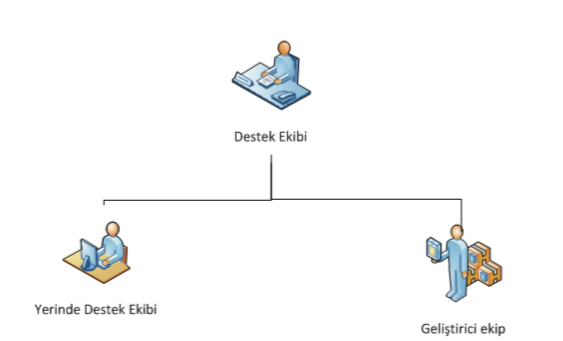 Destek Ekibi
Yerinde Destek Ekibi
Geliştirici ekip